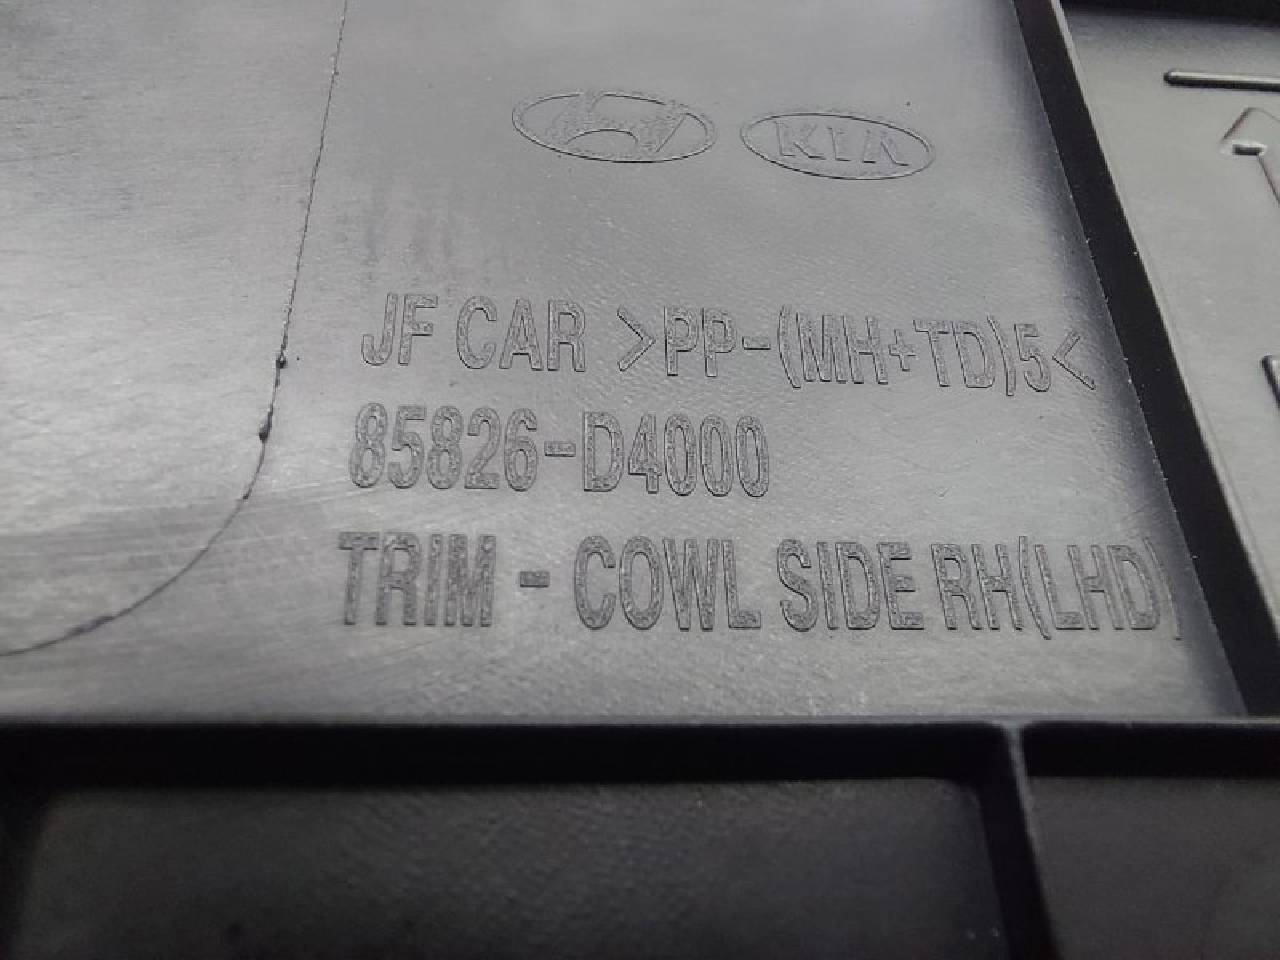 KIA
JF CAR >PP-(MH+TD)5<
85826-D4000
TRIM - COWL SIDE RH(LHD)